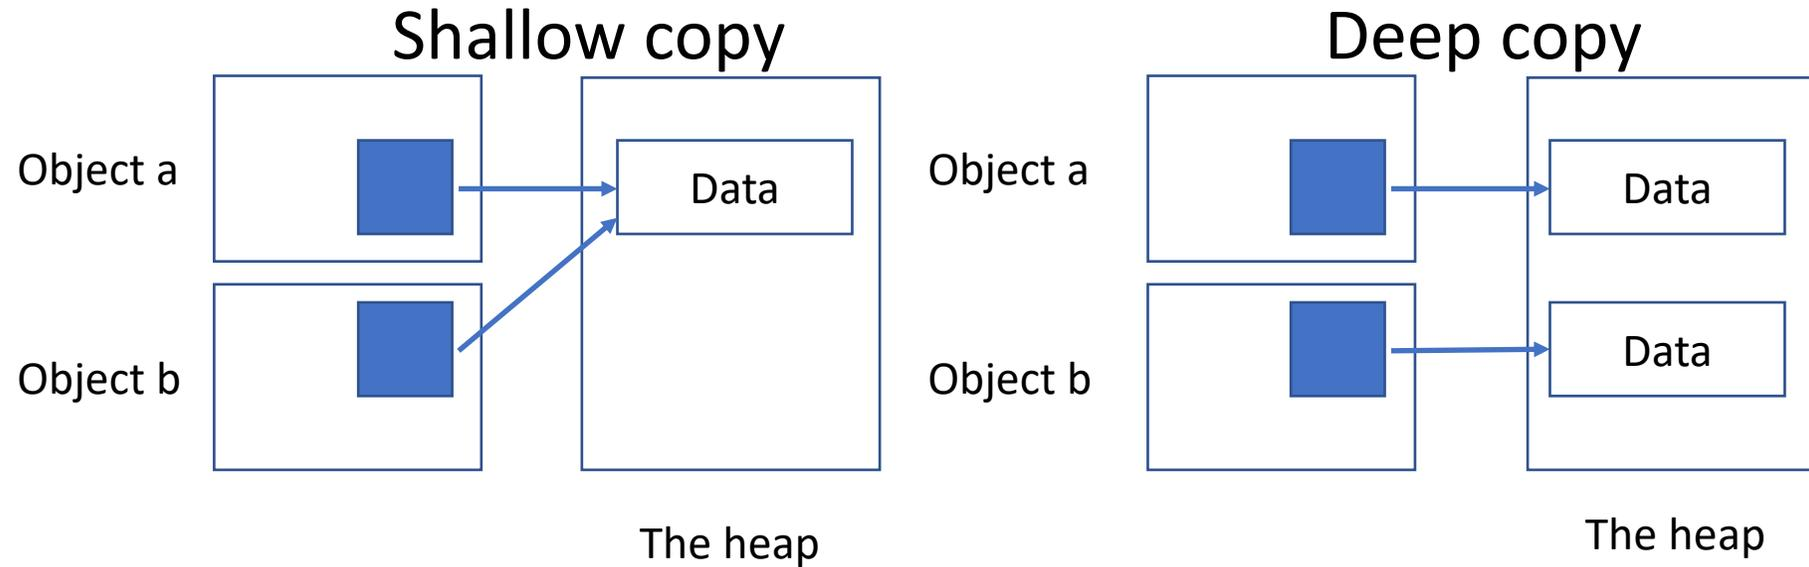 Shallow copy
Object a
Data
Object b
The heap
Deep copy
Object a
Data
Object b
Data
The heap